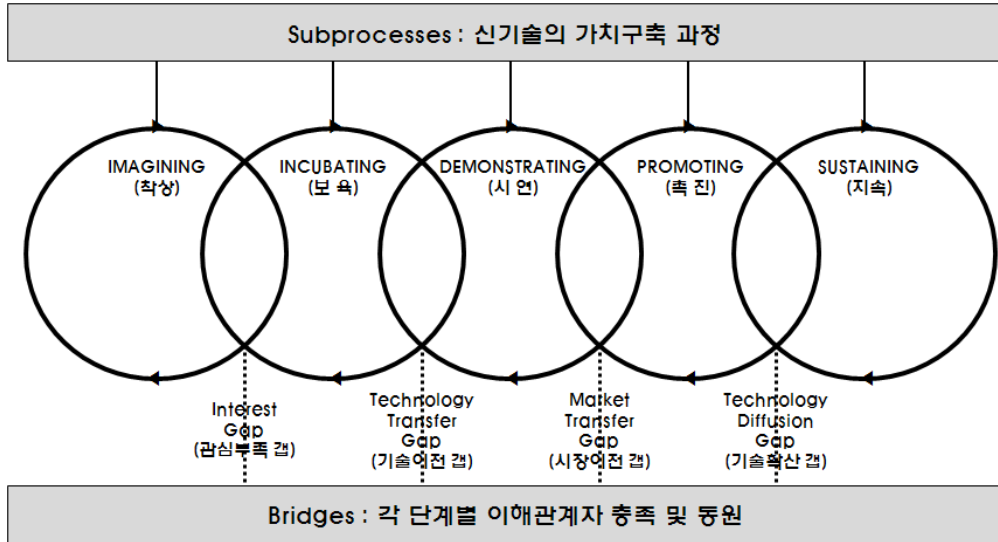 Subprocesses : 신기술의 가치구축 과정
IMAGINING
(착상)
INCUBATING
(보 육)
DEMONSTRATING
(시 연)
PROMOTING
(촉 진)
SUSTAINING
(지속)
Interest
Gap
(관심부족 갭)
Technology
Transfer
Gap
(기술이전 갭)
Market
Transfer
Gap
(시장이전 갭)
Technology
Diffusion
Gap
(기술확산 갭)
Bridges : 각 단계별 이해관계자 충족 및 동원